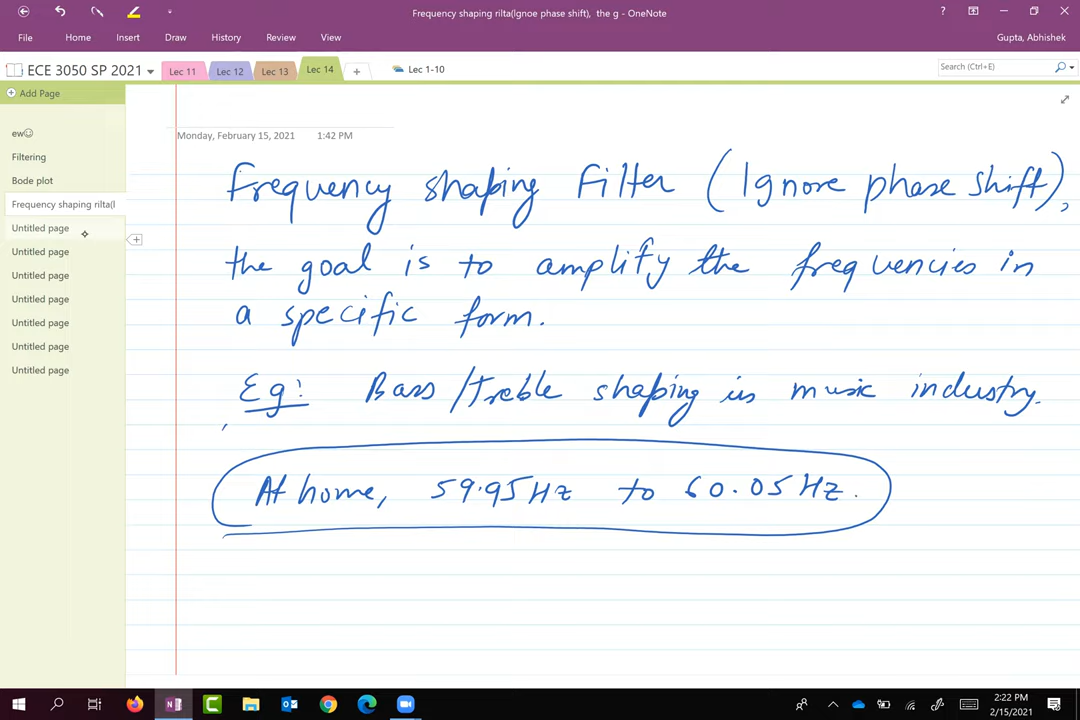 Frequency shaping rilta(Ignoe phase shift), the g - OneNote
?
File Home Insert Draw History Review View
Gupta, Abhishek
ECE 3050 SP 2021
Lec 11 Lec 12 Lec 13 Lec 14 +
Lec 1-10
Search (Ctrl+E)
Add Page
ew☺
Filtering
Bode plot
Frequency shaping rilta(I
Untitled page
Untitled page
Untitled page
Untitled page
Untitled page
Untitled page
Untitled page
Monday, February 15, 2021 1:42 PM
Frequency shaping Filter (Ignore phase shift),
the goal is to amplify the frequencies in
a specific form.
Eg: Bass/Treble shaping in music industry.
At home, 59.95Hz to 60.05Hz.
2:22 PM
2/15/2021